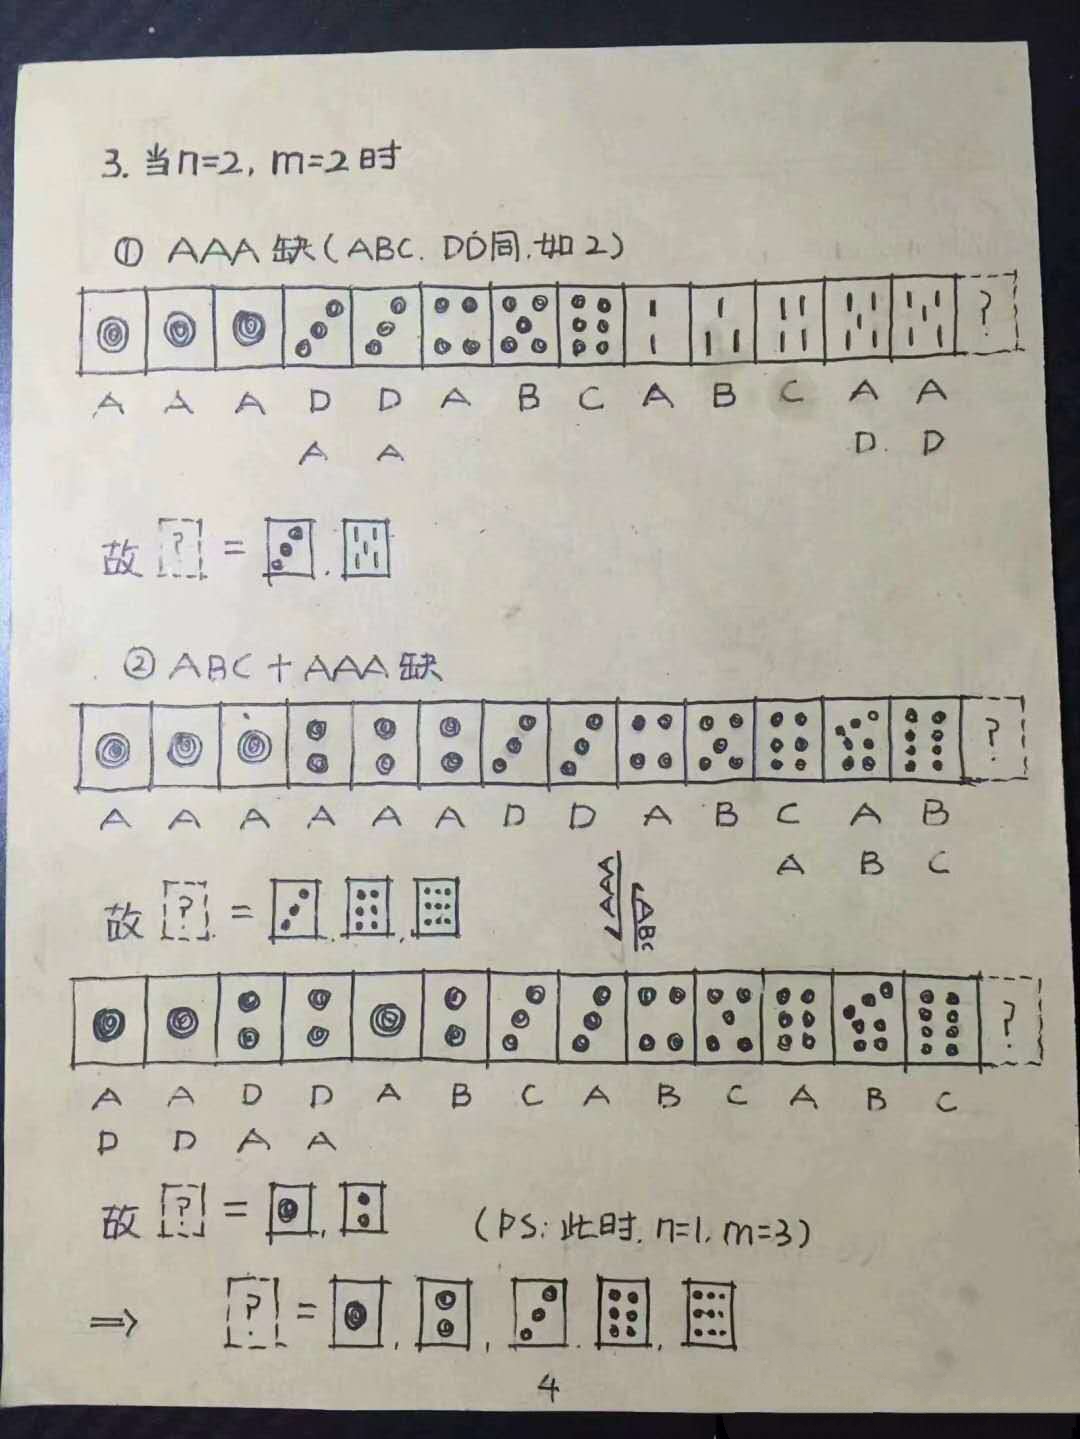 3. 当n=2, m=2时
① AAA缺(ABC. DD同.如2)
?
A A A D D A B C A B C A A
A A D. D
故 ? = , 
② ABC+AAA缺
?
A A A A A A D D A B C A B
A B C
故 ? = , ,
AAA
ABC
?
A A D D A B C A B C A B C
D D A A
故 ? = , (PS: 此时. n=1. m=3)
⇒ ? = , , , ,
4